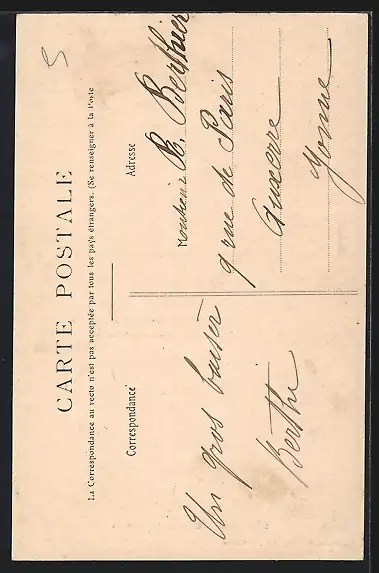 5
CARTE POSTALE
La Correspondance au recto n'est pas acceptée par tous les pays étrangers. (Se renseigner à la Poste
Correspondance
Un gros baiser
Berthe
Adresse
Monsieur R. Berthier
9 rue de Paris
Auxerre
Yonne